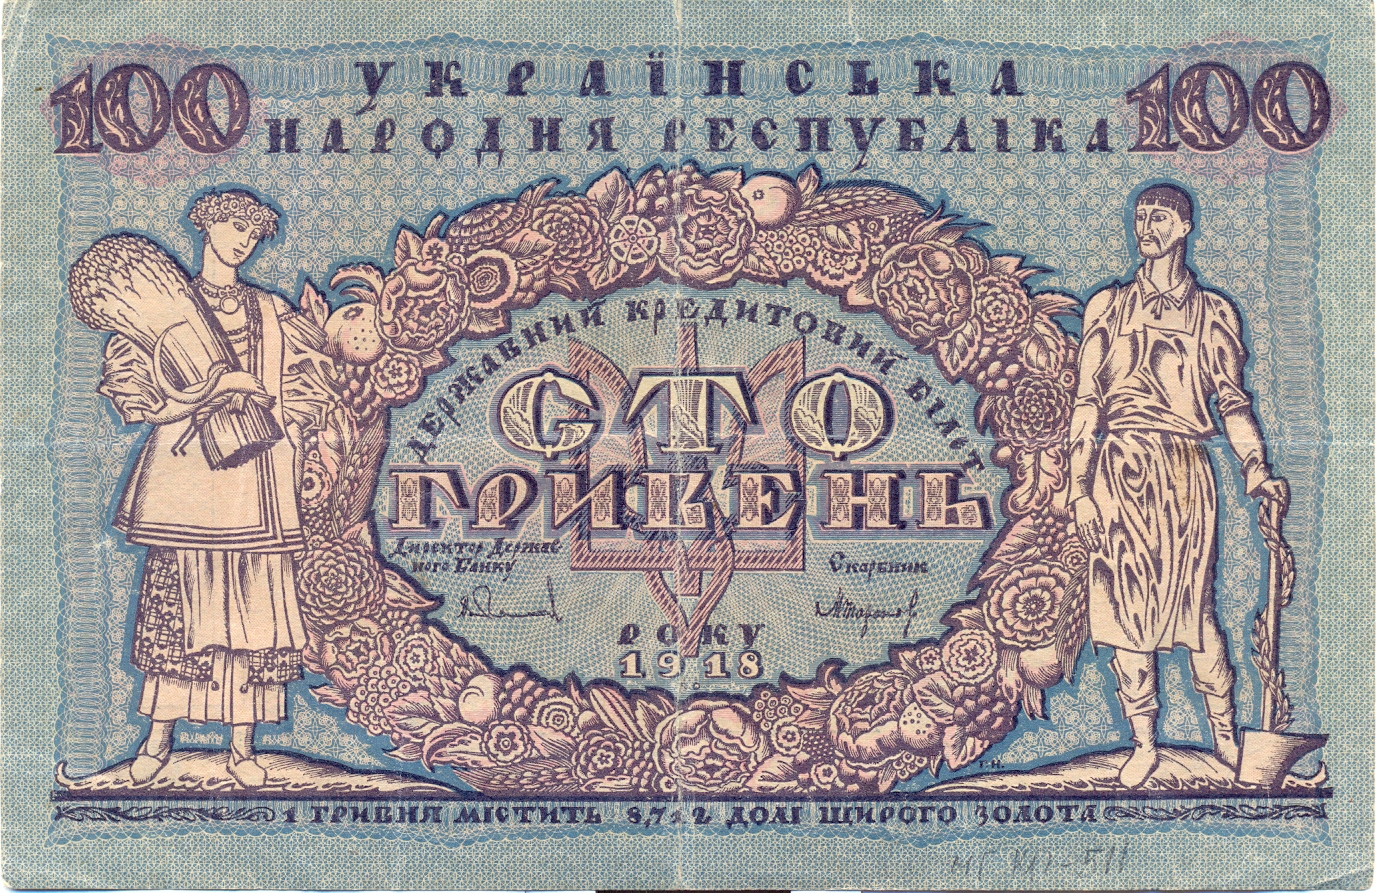 100 УКРАЇНСЬКА 100
НАРОДНЯ РЕСПУБЛІКА
ДЕРЖАВНИЙ КРЕДИТОВИЙ БІЛЕТ
СТО
ГРИВЕНЬ
Директор Держав
ного Банку
Скарбник
РОКУ
1918
Г.Н.
1 ГРИВНЯ МІСТИТЬ 8,712 ДОЛІ ЩИРОГО ЗОЛОТА